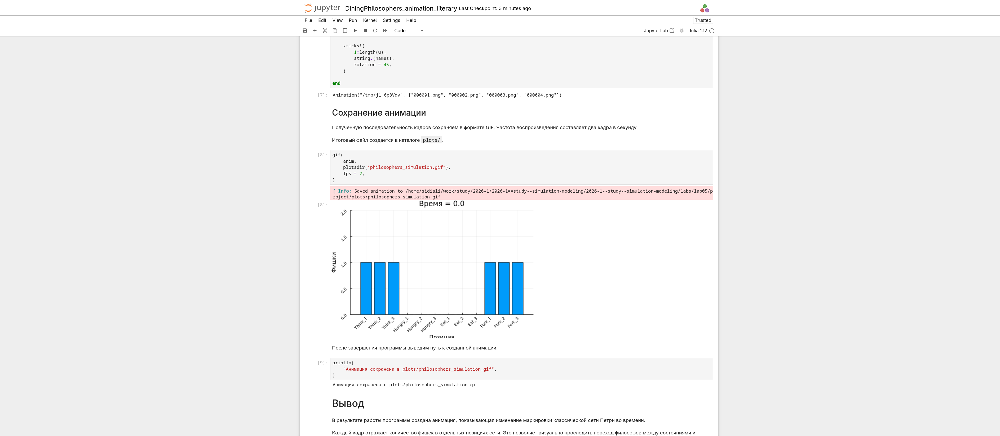 jupyter DiningPhilosophers_animation_literary Last Checkpoint: 3 minutes ago
File Edit View Run Kernel Settings Help Trusted
Code JupyterLab Julia 1.12
xticks!(
1:length(u),
string.(names),
rotation = 45,
)
end
[7]: Animation("/tmp/jl_6p8Vdv", ["000001.png", "000002.png", "000003.png", "000004.png"])
Сохранение анимации
Полученную последовательность кадров сохраняем в формате GIF. Частота воспроизведения составляет два кадра в секунду.
Итоговый файл создаётся в каталоге plots/ .
[8]: gif(
anim,
plotsdir("philosophers_simulation.gif"),
fps = 2,
)
[ Info: Saved animation to /home/sidiali/work/study/2026-1/2026-1==study--simulation-modeling/2026-1--study--simulation-modeling/labs/lab05/p
roject/plots/philosophers_simulation.gif
[8]:
Время = 0.0
2.0
1.5
1.0
0.5
0.0
Фишки
Think_1 Think_2 Think_3 Hungry_1 Hungry_2 Hungry_3 Eat_1 Eat_2 Eat_3 Fork_1 Fork_2 Fork_3
Позиция
После завершения программы выводим путь к созданной анимации.
[9]: println(
"Анимация сохранена в plots/philosophers_simulation.gif",
)
Анимация сохранена в plots/philosophers_simulation.gif
Вывод
В результате работы программы создана анимация, показывающая изменение маркировки классической сети Петри во времени.
Каждый кадр отражает количество фишек в отдельных позициях сети. Это позволяет визуально проследить переход философов между состояниями и